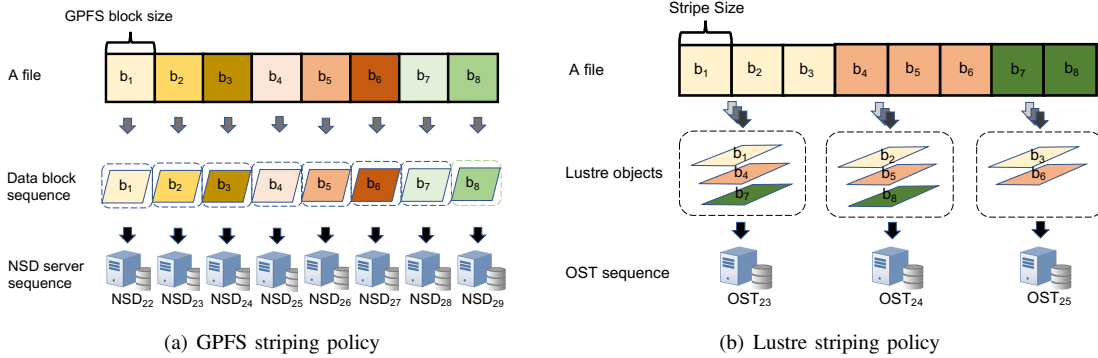 GPFS block size
A file
b1 b2 b3 b4 b5 b6 b7 b8
Data block
sequence
b1 b2 b3 b4 b5 b6 b7 b8
NSD server
sequence
NSD22 NSD23 NSD24 NSD25 NSD26 NSD27 NSD28 NSD29
(a) GPFS striping policy
Stripe Size
A file
b1 b2 b3 b4 b5 b6 b7 b8
Lustre objects
b1 b2 b3
b4 b5 b6
b7 b8
OST sequence
OST23 OST24 OST25
(b) Lustre striping policy